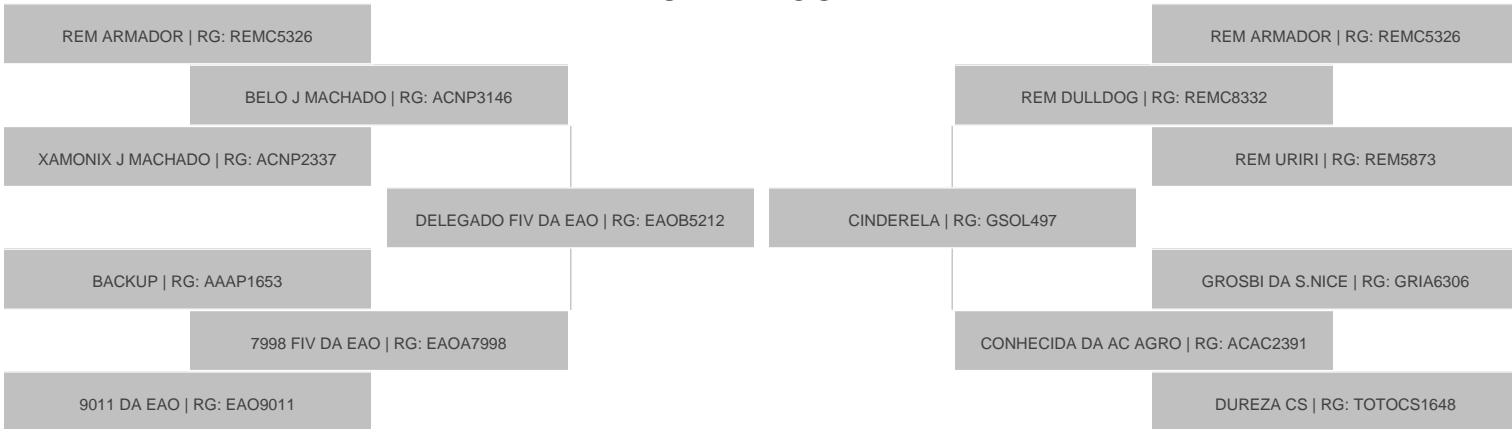 REM ARMADOR | RG: REMC5326
REM ARMADOR | RG: REMC5326
BELO J MACHADO | RG: ACNP3146
REM DULLDOG | RG: REMC8332
XAMONIX J MACHADO | RG: ACNP2337
REM URIRI | RG: REM5873
DELEGADO FIV DA EAO | RG: EAOB5212
CINDERELA | RG: GSOL497
BACKUP | RG: AAAP1653
GROSBI DA S.NICE | RG: GRIA6306
7998 FIV DA EAO | RG: EAOA7998
CONHECIDA DA AC AGRO | RG: ACAC2391
9011 DA EAO | RG: EAO9011
DUREZA CS | RG: TOTOCS1648